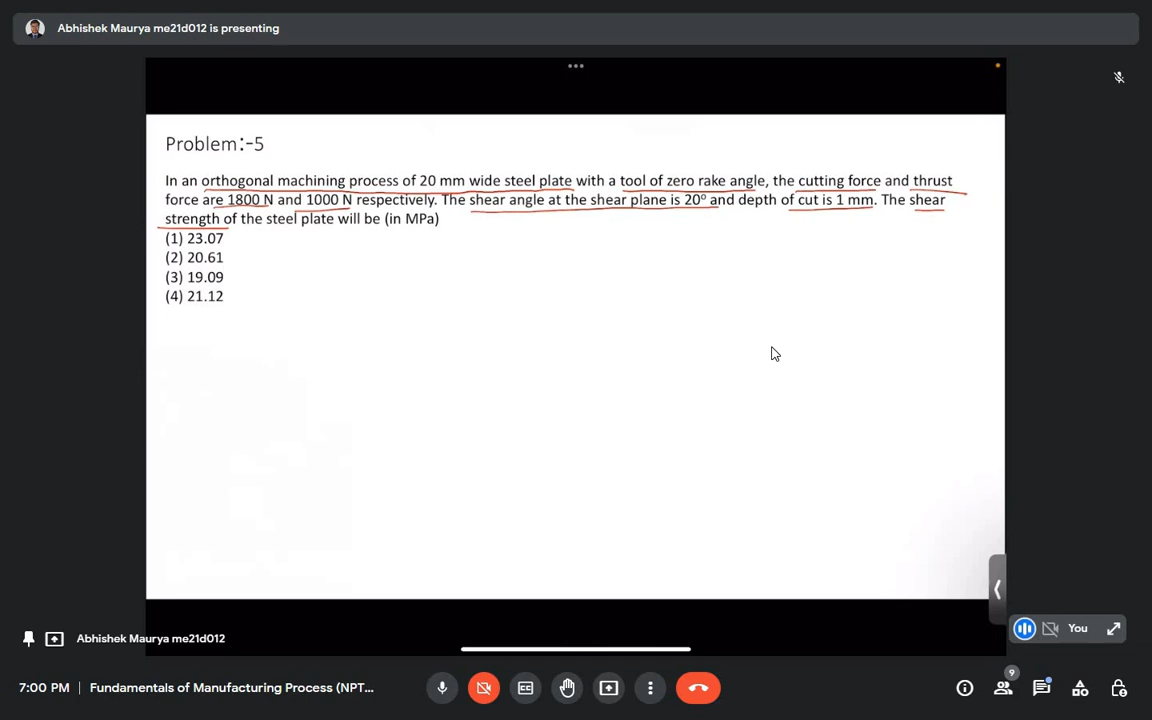 Abhishek Maurya me21d012 is presenting
Problem:-5
In an orthogonal machining process of 20 mm wide steel plate with a tool of zero rake angle, the cutting force and thrust
force are 1800 N and 1000 N respectively. The shear angle at the shear plane is 20° and depth of cut is 1 mm. The shear
strength of the steel plate will be (in MPa)
(1) 23.07
(2) 20.61
(3) 19.09
(4) 21.12
You
Abhishek Maurya me21d012
7:00 PM | Fundamentals of Manufacturing Process (NPT...
9